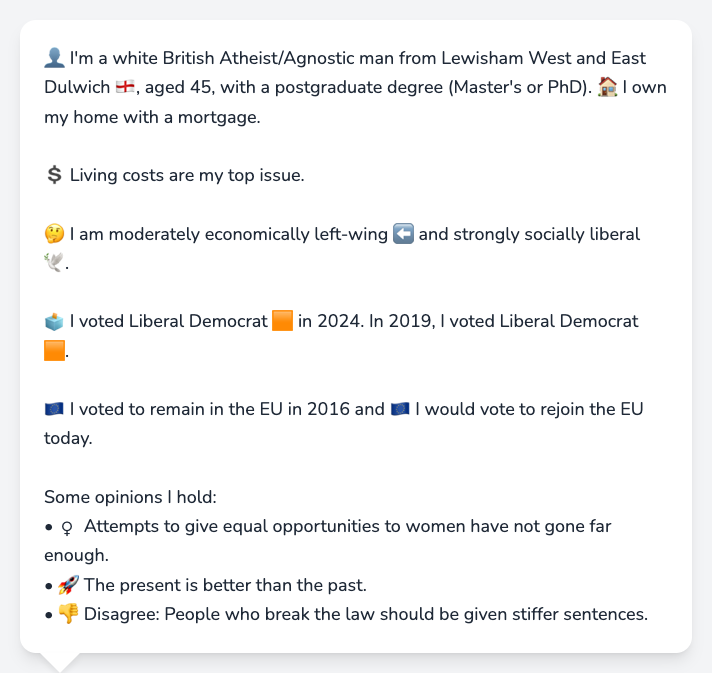 👤 I'm a white British Atheist/Agnostic man from Lewisham West and East
Dulwich 🏴󠁧󠁢󠁥󠁮󠁧󠁿, aged 45, with a postgraduate degree (Master's or PhD). 🏠 I own
my home with a mortgage.
💲 Living costs are my top issue.
🤔 I am moderately economically left-wing ⬅️ and strongly socially liberal
🕊️.
🗳️ I voted Liberal Democrat 🟧 in 2024. In 2019, I voted Liberal Democrat
🟧.
🇪🇺 I voted to remain in the EU in 2016 and 🇪🇺 I would vote to rejoin the EU
today.
Some opinions I hold:
• ♀ Attempts to give equal opportunities to women have not gone far
enough.
• 🚀 The present is better than the past.
• 👎 Disagree: People who break the law should be given stiffer sentences.